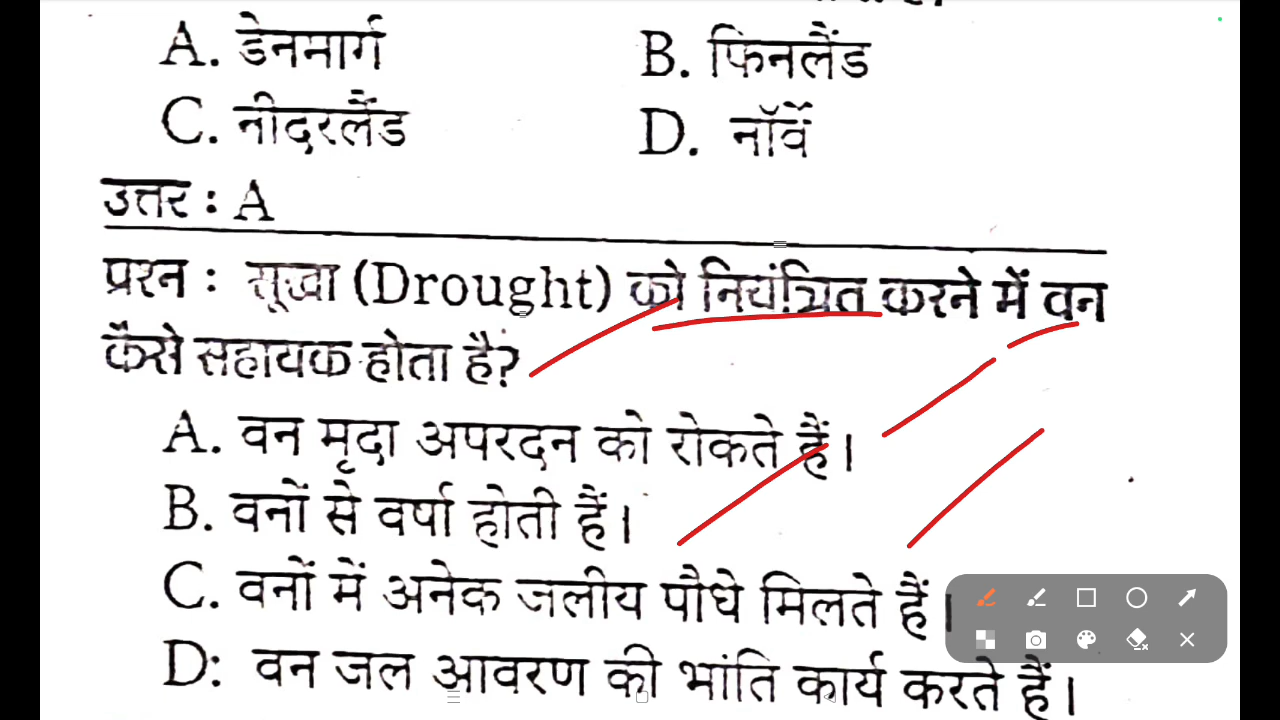 A. डेनमार्ग B. फिनलैंड
C. नीदरलैंड D. नॉर्वे
उत्तर : A
प्रश्न : सूखा (Drought) को नियंत्रित करने में वन
कैसे सहायक होता है?
A. वन मृदा अपरदन को रोकते हैं।
B. वनों से वर्षा होती हैं।
C. वनों में अनेक जलीय पौधे मिलते हैं।
D: वन जल आवरण की भांति कार्य करते हैं।